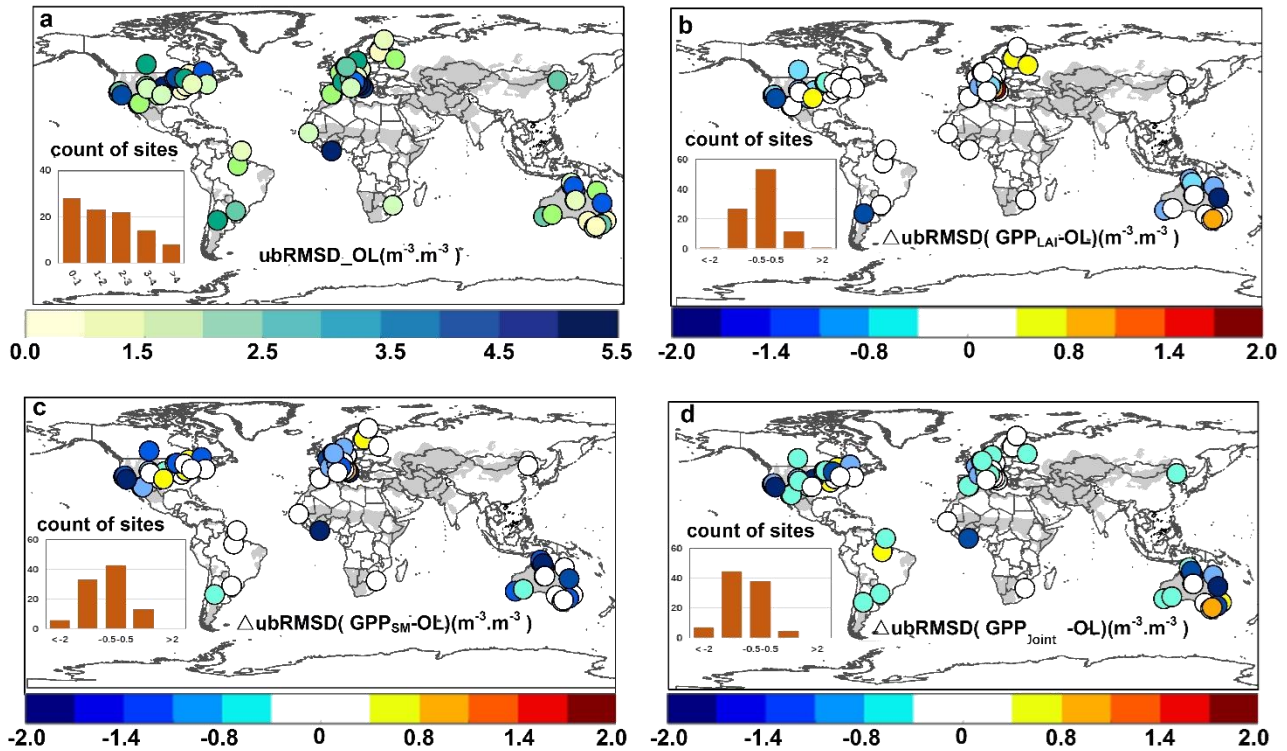 a
count of sites
40
20
0
0-1 1-2 2-3 3-4 >4
ubRMSD_OL(m⁻³.m⁻³ )
0.0 1.5 2.5 3.5 4.5 5.5
b
count of sites
60
40
20
0
<-2 -0.5-0.5 >2
△ubRMSD( GPP_LAI-OL)(m⁻³.m⁻³ )
-2.0 -1.4 -0.8 0 0.8 1.4 2.0
c
count of sites
60
40
20
0
<-2 -0.5-0.5 >2
△ubRMSD( GPP_SM-OL)(m⁻³.m⁻³ )
-2.0 -1.4 -0.8 0 0.8 1.4 2.0
d
count of sites
60
40
20
0
<-2 -0.5-0.5 >2
△ubRMSD( GPP_Joint -OL)(m⁻³.m⁻³ )
-2.0 -1.4 -0.8 0 0.8 1.4 2.0